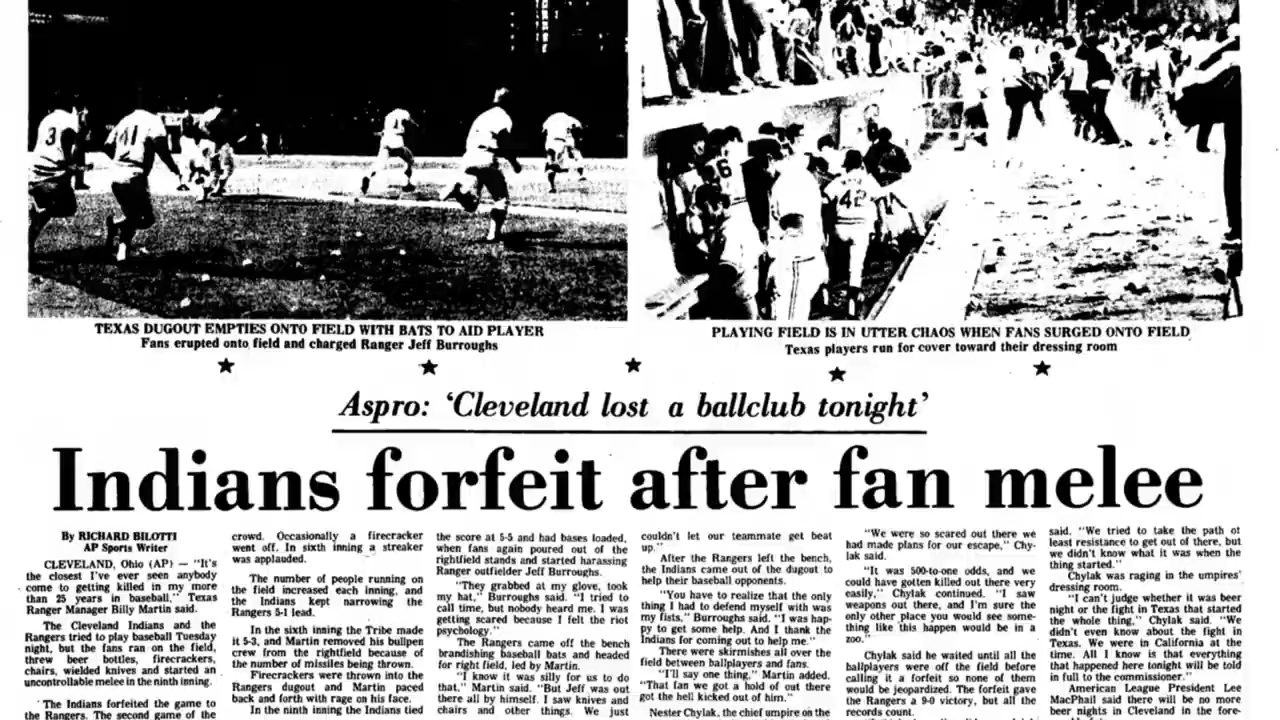 TEXAS DUGOUT EMPTIES ONTO FIELD WITH BATS TO AID PLAYER
Fans erupted onto field and charged Ranger Jeff Burroughs
PLAYING FIELD IS IN UTTER CHAOS WHEN FANS SURGED ONTO FIELD
Texas players run for cover toward their dressing room
Aspro: 'Cleveland lost a ballclub tonight'
Indians forfeit after fan melee
By RICHARD BILOTTI
AP Sports Writer
CLEVELAND, Ohio (AP) — "It's
the closest I've ever seen anybody
come to getting killed in my more
than 25 years in baseball," Texas
Ranger Manager Billy Martin said.
The Cleveland Indians and the
Rangers tried to play baseball Tuesday
night, but the fans ran on the field,
threw beer bottles, firecrackers,
chairs, wielded knives and started an
uncontrollable melee in the ninth inning.
The Indians forfeited the game to
the Rangers. The second game of the
crowd. Occasionally a firecracker
went off. In sixth inning a streaker
was applauded.
The number of people running on
the field increased each inning, and
the Indians kept narrowing the
Rangers 5-1 lead.
In the sixth inning the Tribe made
it 5-3, and Martin removed his bullpen
crew from the rightfield because of
the number of missiles being thrown.
Firecrackers were thrown into the
Rangers dugout and Martin paced
back and forth with rage on his face.
In the ninth inning the Indians tied
the score at 5-5 and had bases loaded,
when fans again poured out of the
rightfield stands and started harassing
Ranger outfielder Jeff Burroughs.
"They grabbed at my glove, took
my hat," Burroughs said. "I tried to
call time, but nobody heard me. I was
getting scared because I felt the riot
psychology."
The Rangers came off the bench
brandishing baseball bats and headed
for right field, led by Martin.
"I know it was silly for us to do
that," Martin said. "But Jeff was out
there all by himself. I saw knives and
chairs and other things. We just
couldn't let our teammate get beat
up."
After the Rangers left the bench,
the Indians came out of the dugout to
help their baseball opponents.
"You have to realize that the only
thing I had to defend myself with was
my fists," Burroughs said. "I was hap-
py to get some help. And I thank the
Indians for coming out to help me."
There were skirmishes all over the
field between ballplayers and fans.
"I'll say one thing," Martin added.
"That fan we got a hold of out there
got the hell kicked out of him."
Nester Chylak, the chief umpire on the
"We were so scared out there we
had made plans for our escape," Chy-
lak said.
"It was 500-to-one odds, and we
could have gotten killed out there very
easily," Chylak continued. "I saw
weapons out there, and I'm sure the
only other place you would see some-
thing like this happen would be in a
zoo."
Chylak said he waited until all the
ballplayers were off the field before
calling it a forfeit so none of them
would be jeopardized. The forfeit gave
the Rangers a 9-0 victory, but all the
records count.
said. "We tried to take the path of
least resistance to get out of there, but
we didn't know what it was when the
thing started."
Chylak was raging in the umpires'
dressing room.
"I can't judge whether it was beer
night or the fight in Texas that started
the whole thing," Chylak said. "We
didn't even know about the fight in
Texas. We were in California at the
time. All I know is that everything
that happened here tonight will be told
in full to the commissioner."
American League President Lee
MacPhail said there will be no more
beer nights in Cleveland in the fore-